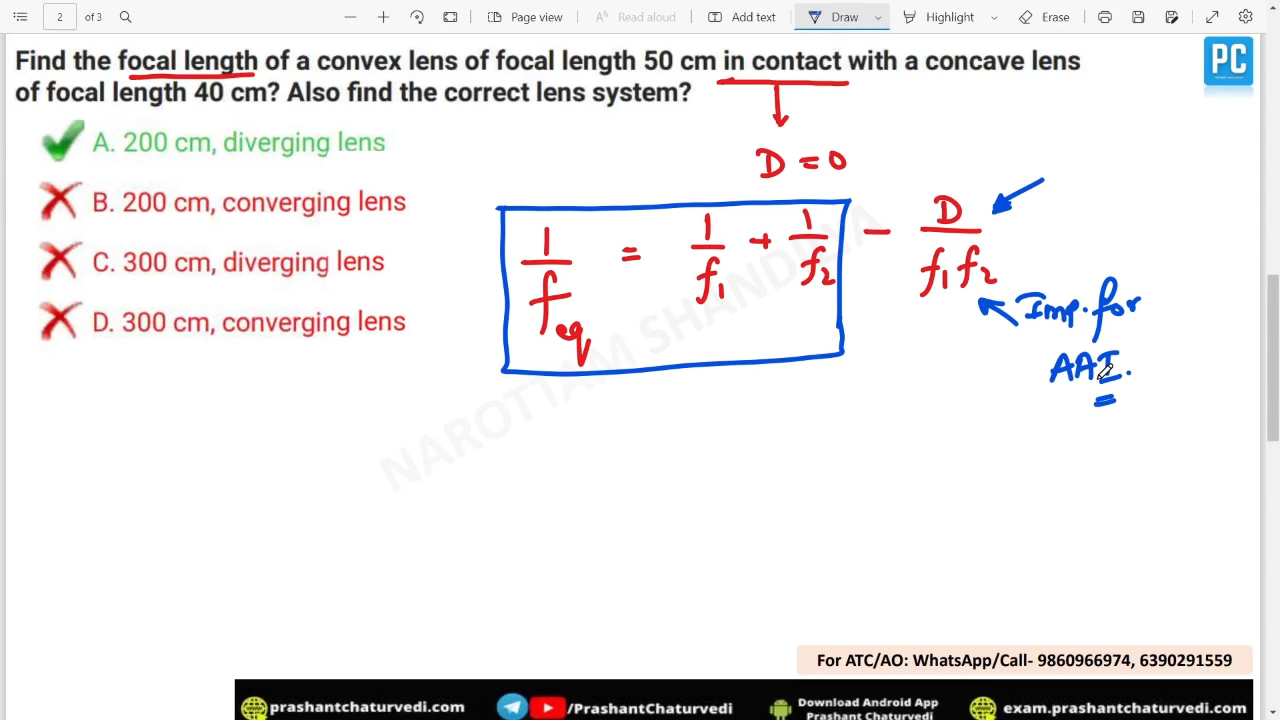 2 of 3 Page view Read aloud Add text Draw Highlight Erase
Find the focal length of a convex lens of focal length 50 cm in contact with a concave lens
of focal length 40 cm? Also find the correct lens system?
PC
A. 200 cm, diverging lens
B. 200 cm, converging lens
C. 300 cm, diverging lens
D. 300 cm, converging lens
D = 0
1/feq = 1/f1 + 1/f2 - D/f1 f2
Imp. for
AAI.
NAROTTAM SHANDILYA
For ATC/AO: WhatsApp/Call- 9860966974, 6390291559
prashantchaturvedi.com /PrashantChaturvedi Download Android App exam.prashantchaturvedi.com
Prashant Chaturvedi